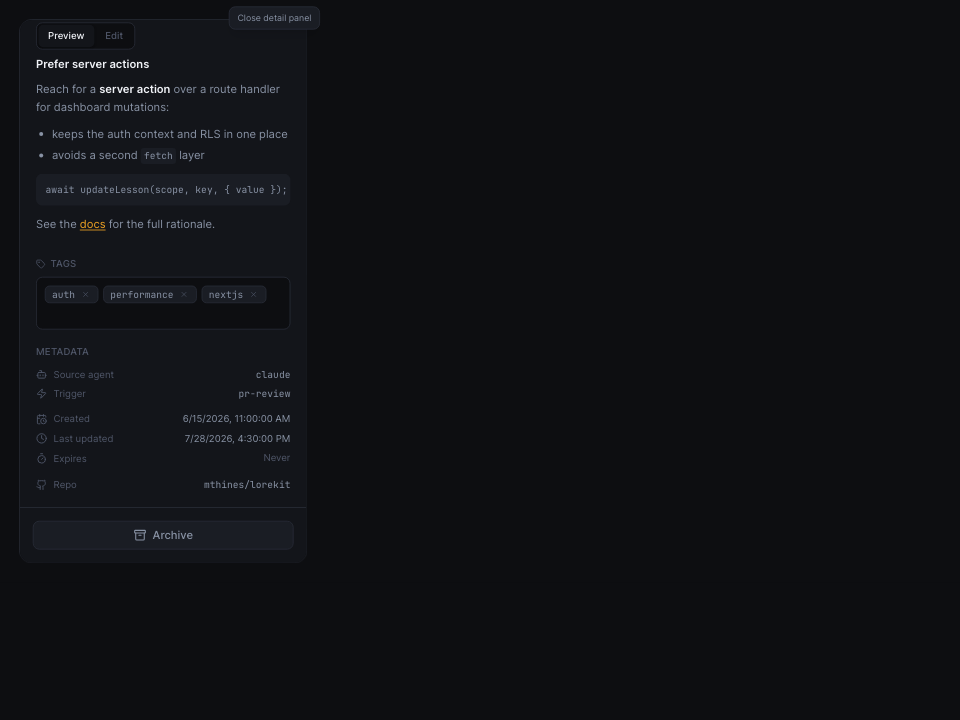 Close detail panel
Preview Edit
Prefer server actions
Reach for a server action over a route handler
for dashboard mutations:
• keeps the auth context and RLS in one place
• avoids a second fetch layer
await updateLesson(scope, key, { value });
See the docs for the full rationale.
TAGS
auth × performance × nextjs ×
METADATA
Source agent claude
Trigger pr-review
Created 6/15/2026, 11:00:00 AM
Last updated 7/28/2026, 4:30:00 PM
Expires Never
Repo mthines/lorekit
Archive